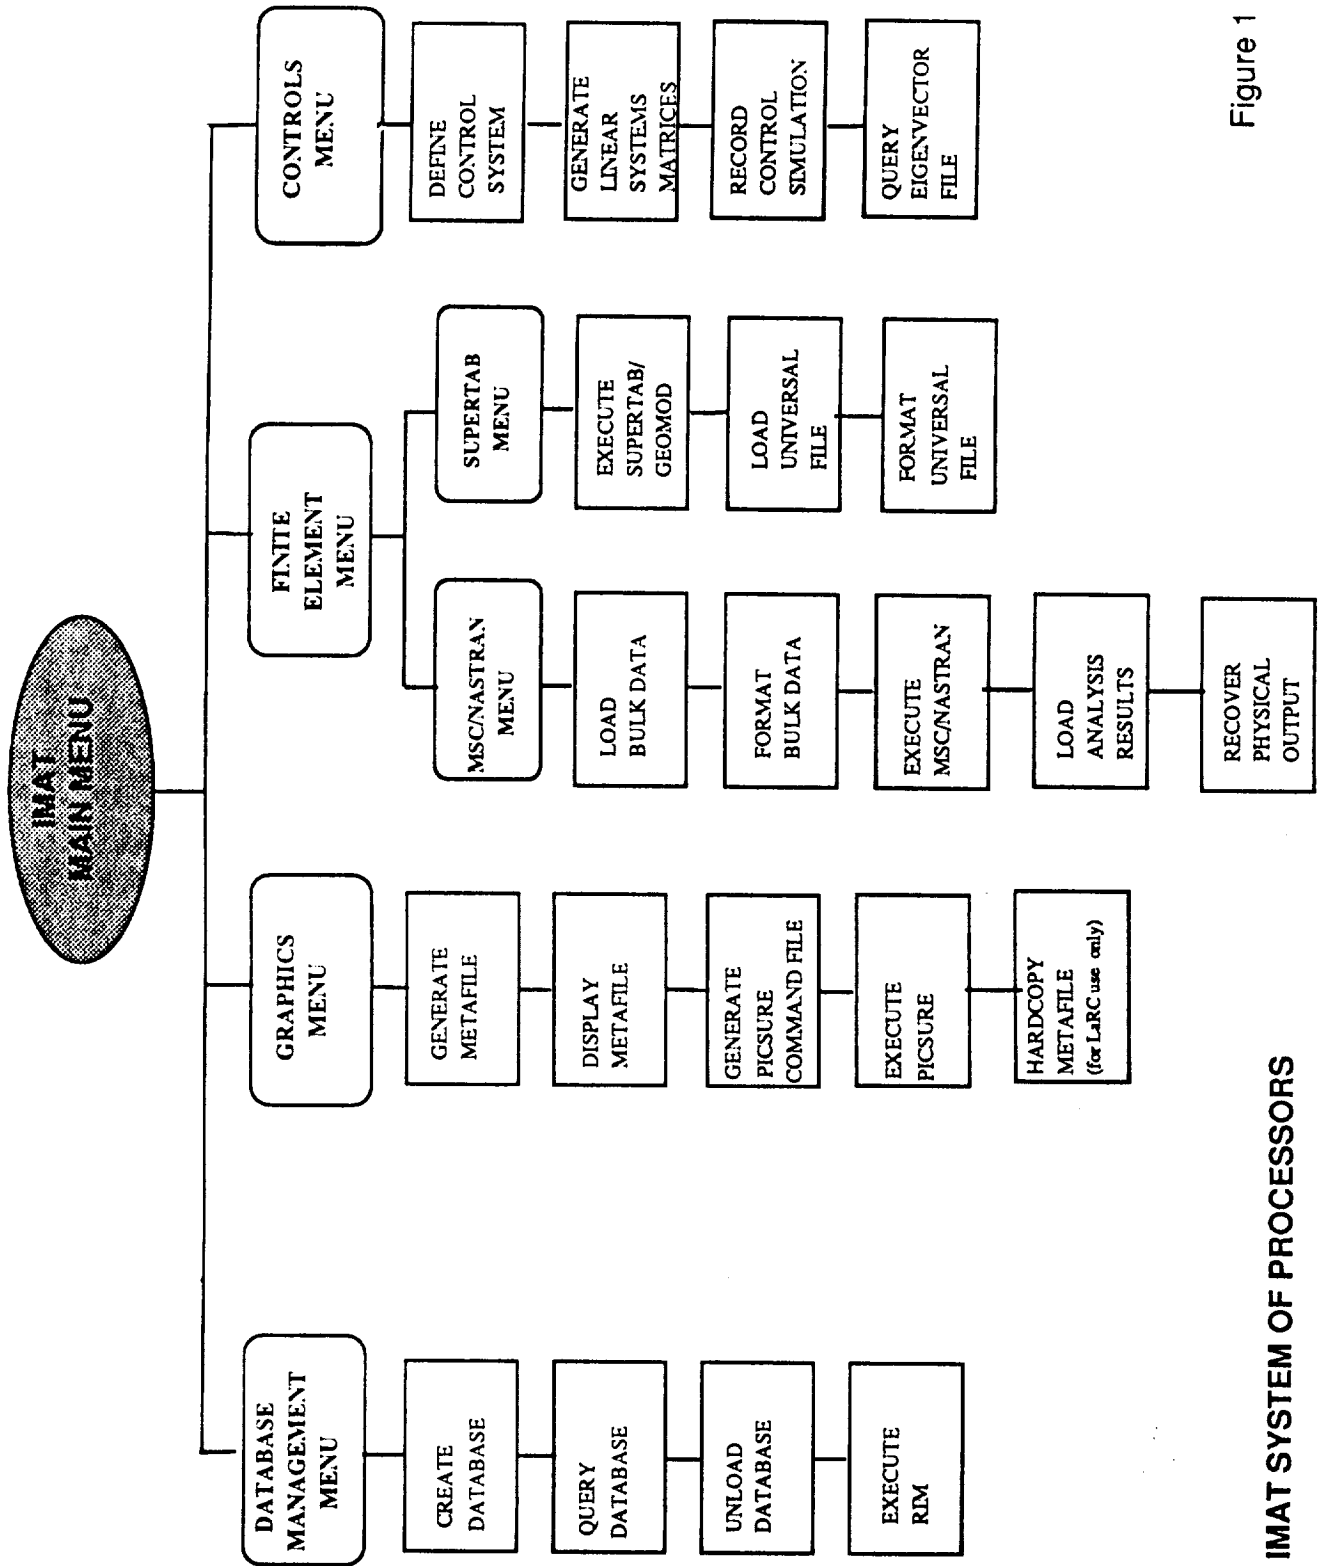 IMAT
MAIN MENU
DATABASE
MANAGEMENT
MENU
CREATE
DATABASE
QUERY
DATABASE
UNLOAD
DATABASE
EXECUTE
RIM
GRAPHICS
MENU
GENERATE
METAFILE
DISPLAY
METAFILE
GENERATE
PICSURE
COMMAND FILE
EXECUTE
PICSURE
HARDCOPY
METAFILE
(for LaRC use only)
FINITE
ELEMENT
MENU
MSC/NASTRAN
MENU
LOAD
BULK DATA
FORMAT
BULK DATA
EXECUTE
MSC/NASTRAN
LOAD
ANALYSIS
RESULTS
RECOVER
PHYSICAL
OUTPUT
SUPERTAB
MENU
EXECUTE
SUPERTAB/
GEOMOD
LOAD
UNIVERSAL
FILE
FORMAT
UNIVERSAL
FILE
CONTROLS
MENU
DEFINE
CONTROL
SYSTEM
GENERATE
LINEAR
SYSTEMS
MATRICES
RECORD
CONTROL
SIMULATION
QUERY
EIGENVECTOR
FILE
IMAT SYSTEM OF PROCESSORS
Figure 1